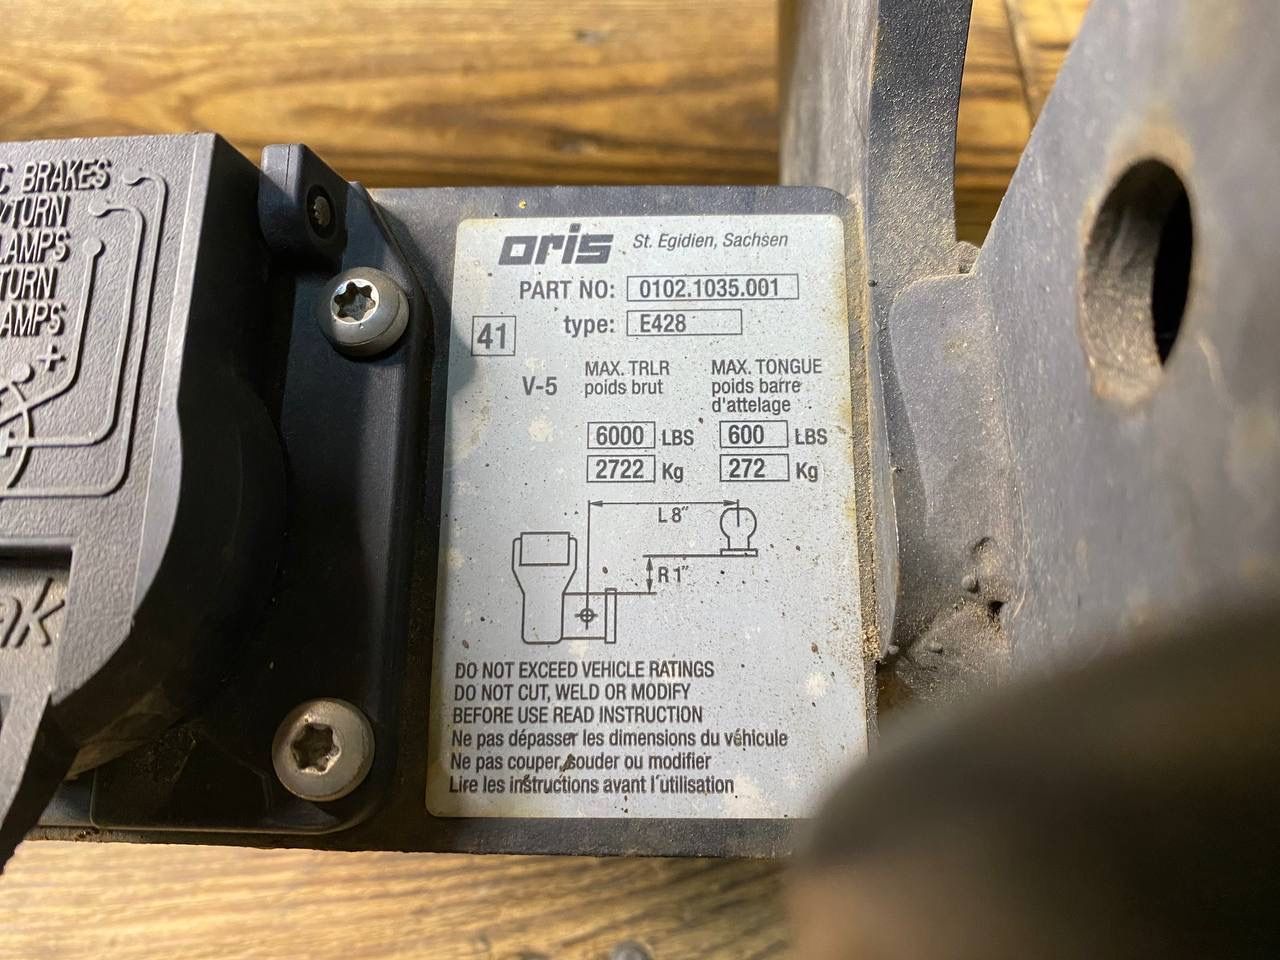 C BRAKES
TURN
LAMPS
TURN
AMPS
+
ak
oris St. Egidien, Sachsen
PART NO: 0102.1035.001
41 type: E428
V-5
MAX. TRLR
poids brut
MAX. TONGUE
poids barre
d'attelage
6000 LBS 600 LBS
2722 Kg 272 Kg
L 8"
R 1"
DO NOT EXCEED VEHICLE RATINGS
DO NOT CUT, WELD OR MODIFY
BEFORE USE READ INSTRUCTION
Ne pas dépasser les dimensions du véhicule
Ne pas couper, souder ou modifier
Lire les instructions avant l'utilisation